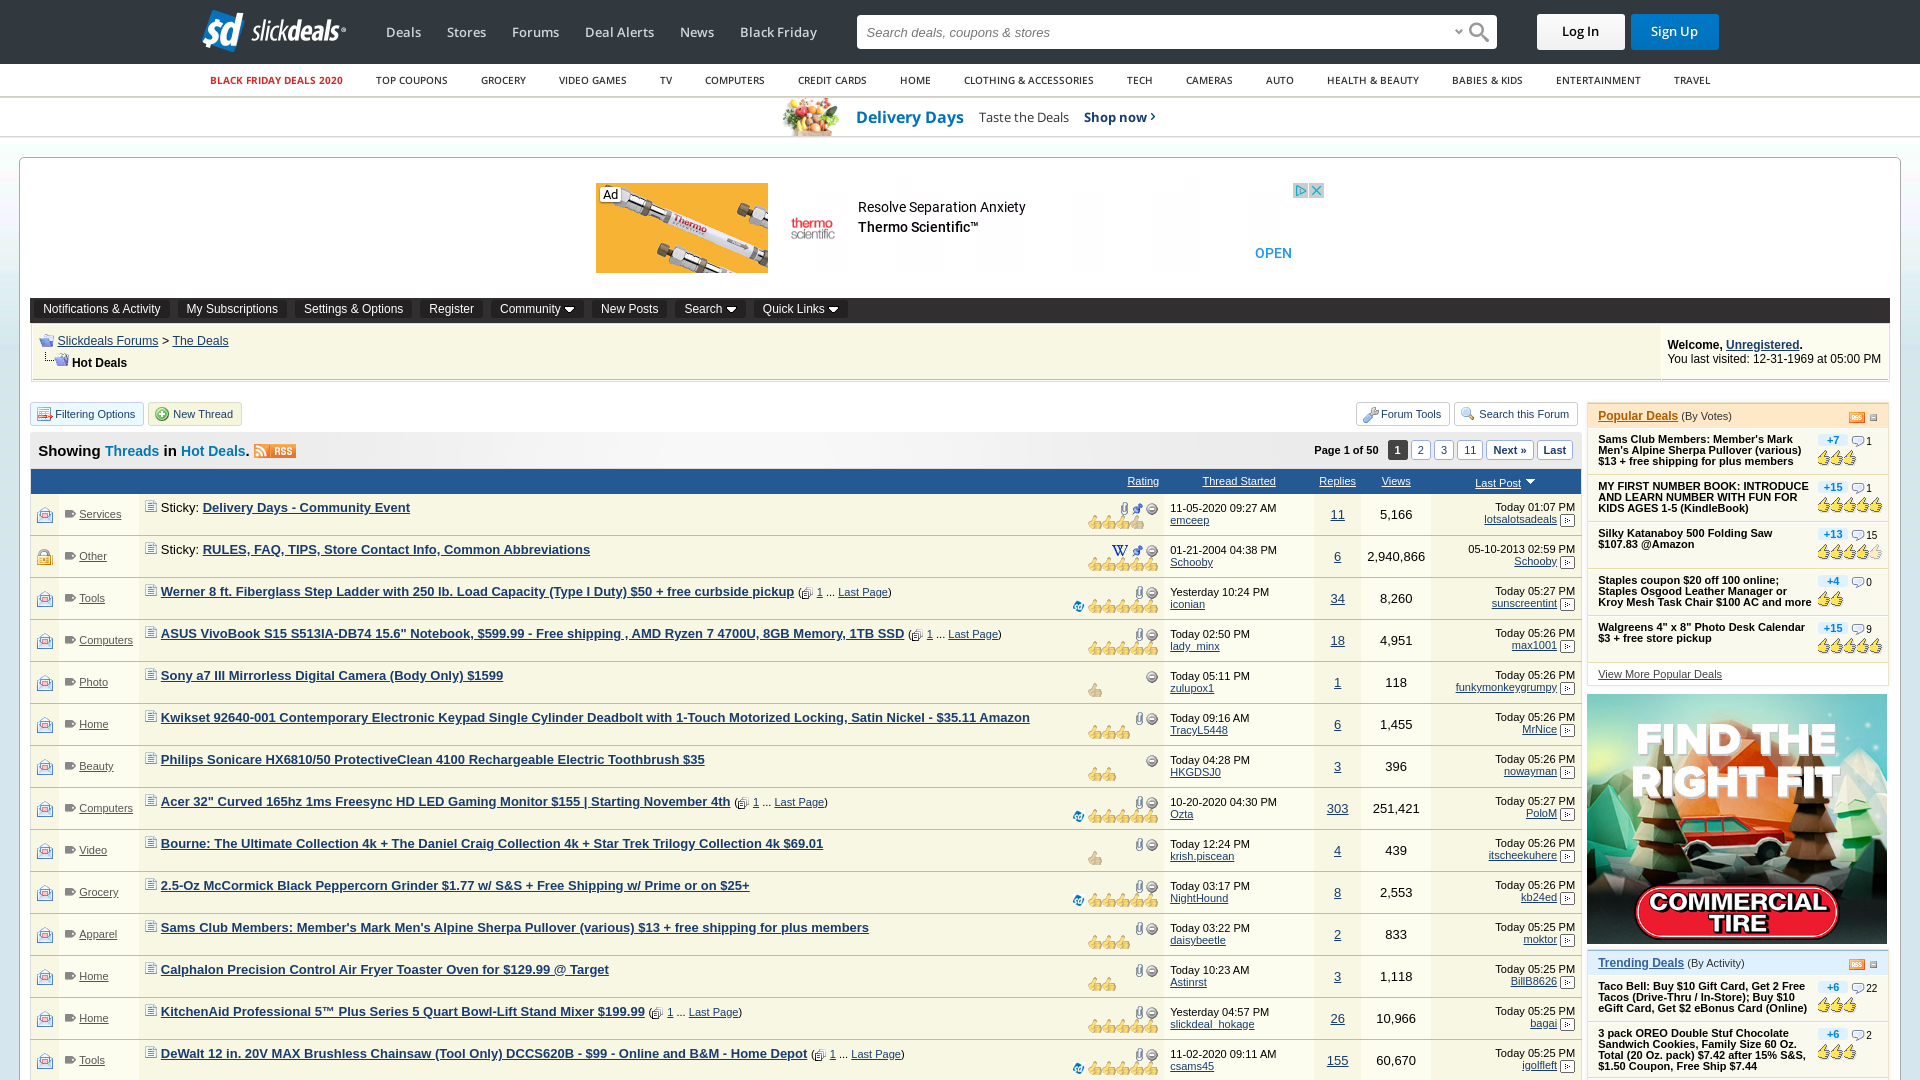 slickdeals
Deals Stores Forums Deal Alerts News Black Friday
Search deals, coupons & stores
Log In Sign Up
BLACK FRIDAY DEALS 2020 TOP COUPONS GROCERY VIDEO GAMES TV COMPUTERS CREDIT CARDS HOME CLOTHING & ACCESSORIES TECH CAMERAS AUTO HEALTH & BEAUTY BABIES & KIDS ENTERTAINMENT TRAVEL
Delivery Days Taste the Deals Shop now
Ad
thermo scientific
Resolve Separation Anxiety
Thermo Scientific™
OPEN
Notifications & Activity My Subscriptions Settings & Options Register Community New Posts Search Quick Links
Slickdeals Forums > The Deals
Hot Deals
Welcome, Unregistered.
You last visited: 12-31-1969 at 05:00 PM
Filtering Options New Thread
Forum Tools Search this Forum
Showing Threads in Hot Deals. RSS
Page 1 of 50 1 2 3 11 Next » Last
Rating Thread Started Replies Views Last Post
Services Sticky: Delivery Days - Community Event 11-05-2020 09:27 AM emceep 11 5,166 Today 01:07 PM lotsalotsadeals
Other Sticky: RULES, FAQ, TIPS, Store Contact Info, Common Abbreviations 01-21-2004 04:38 PM Schooby 6 2,940,866 05-10-2013 02:59 PM Schooby
Tools Werner 8 ft. Fiberglass Step Ladder with 250 lb. Load Capacity (Type I Duty) $50 + free curbside pickup ( 1 ... Last Page) Yesterday 10:24 PM iconian 34 8,260 Today 05:27 PM sunscreentint
Computers ASUS VivoBook S15 S513IA-DB74 15.6" Notebook, $599.99 - Free shipping , AMD Ryzen 7 4700U, 8GB Memory, 1TB SSD ( 1 ... Last Page) Today 02:50 PM lady_minx 18 4,951 Today 05:26 PM max1001
Photo Sony a7 III Mirrorless Digital Camera (Body Only) $1599 Today 05:11 PM zulupox1 1 118 Today 05:26 PM funkymonkeygrumpy
Home Kwikset 92640-001 Contemporary Electronic Keypad Single Cylinder Deadbolt with 1-Touch Motorized Locking, Satin Nickel - $35.11 Amazon Today 09:16 AM TracyL5448 6 1,455 Today 05:26 PM MrNice
Beauty Philips Sonicare HX6810/50 ProtectiveClean 4100 Rechargeable Electric Toothbrush $35 Today 04:28 PM HKGDSJ0 3 396 Today 05:26 PM nowayman
Computers Acer 32" Curved 165hz 1ms Freesync HD LED Gaming Monitor $155 | Starting November 4th ( 1 ... Last Page) 10-20-2020 04:30 PM Ozta 303 251,421 Today 05:27 PM PoloM
Video Bourne: The Ultimate Collection 4k + The Daniel Craig Collection 4k + Star Trek Trilogy Collection 4k $69.01 Today 12:24 PM krish.piscean 4 439 Today 05:26 PM itscheekuhere
Grocery 2.5-Oz McCormick Black Peppercorn Grinder $1.77 w/ S&S + Free Shipping w/ Prime or on $25+ Today 03:17 PM NightHound 8 2,553 Today 05:26 PM kb24ed
Apparel Sams Club Members: Member's Mark Men's Alpine Sherpa Pullover (various) $13 + free shipping for plus members Today 03:22 PM daisybeetle 2 833 Today 05:25 PM moktor
Home Calphalon Precision Control Air Fryer Toaster Oven for $129.99 @ Target Today 10:23 AM Astinrst 3 1,118 Today 05:25 PM BillB8626
Home KitchenAid Professional 5™ Plus Series 5 Quart Bowl-Lift Stand Mixer $199.99 ( 1 ... Last Page) Yesterday 04:57 PM slickdeal_hokage 26 10,966 Today 05:25 PM bagai
Tools DeWalt 12 in. 20V MAX Brushless Chainsaw (Tool Only) DCCS620B - $99 - Online and B&M - Home Depot ( 1 ... Last Page) 11-02-2020 09:11 AM csams45 155 60,670 Today 05:25 PM igolfleft
Popular Deals (By Votes)
Sams Club Members: Member's Mark
Men's Alpine Sherpa Pullover (various)
$13 + free shipping for plus members
+7 1
MY FIRST NUMBER BOOK: INTRODUCE
AND LEARN NUMBER WITH FUN FOR
KIDS AGES 1-5 (KindleBook)
+15 1
Silky Katanaboy 500 Folding Saw
$107.83 @Amazon
+13 15
Staples coupon $20 off 100 online;
Staples Osgood Leather Manager or
Kroy Mesh Task Chair $100 AC and more
+4 0
Walgreens 4" x 8" Photo Desk Calendar
$3 + free store pickup
+15 9
View More Popular Deals
FIND THE
RIGHT FIT
COMMERCIAL
TIRE
Trending Deals (By Activity)
Taco Bell: Buy $10 Gift Card, Get 2 Free
Tacos (Drive-Thru / In-Store); Buy $10
eGift Card, Get $2 eBonus Card (Online)
+6 22
3 pack OREO Double Stuf Chocolate
Sandwich Cookies, Family Size 60 Oz.
Total (20 Oz. pack) $7.42 after 15% S&S,
$1.50 Coupon, Free Ship $7.44
+6 2